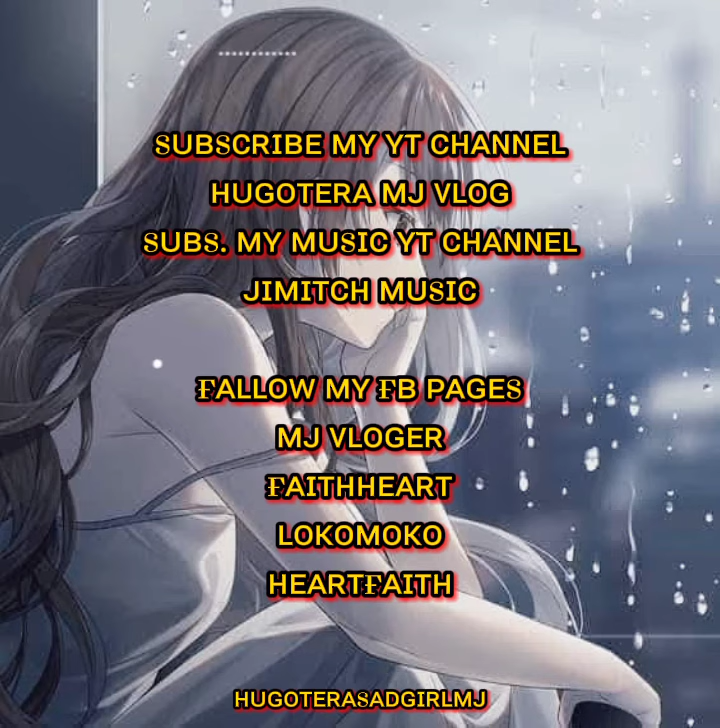 SUBSCRIBE MY YT CHANNEL
HUGOTERA MJ VLOG
SUBS. MY MUSIC YT CHANNEL
JIMITCH MUSIC
FALLOW MY FB PAGES
MJ VLOGER
FAITHHEART
LOKOMOKO
HEARTFAITH
HUGOTERASADGIRLMJ